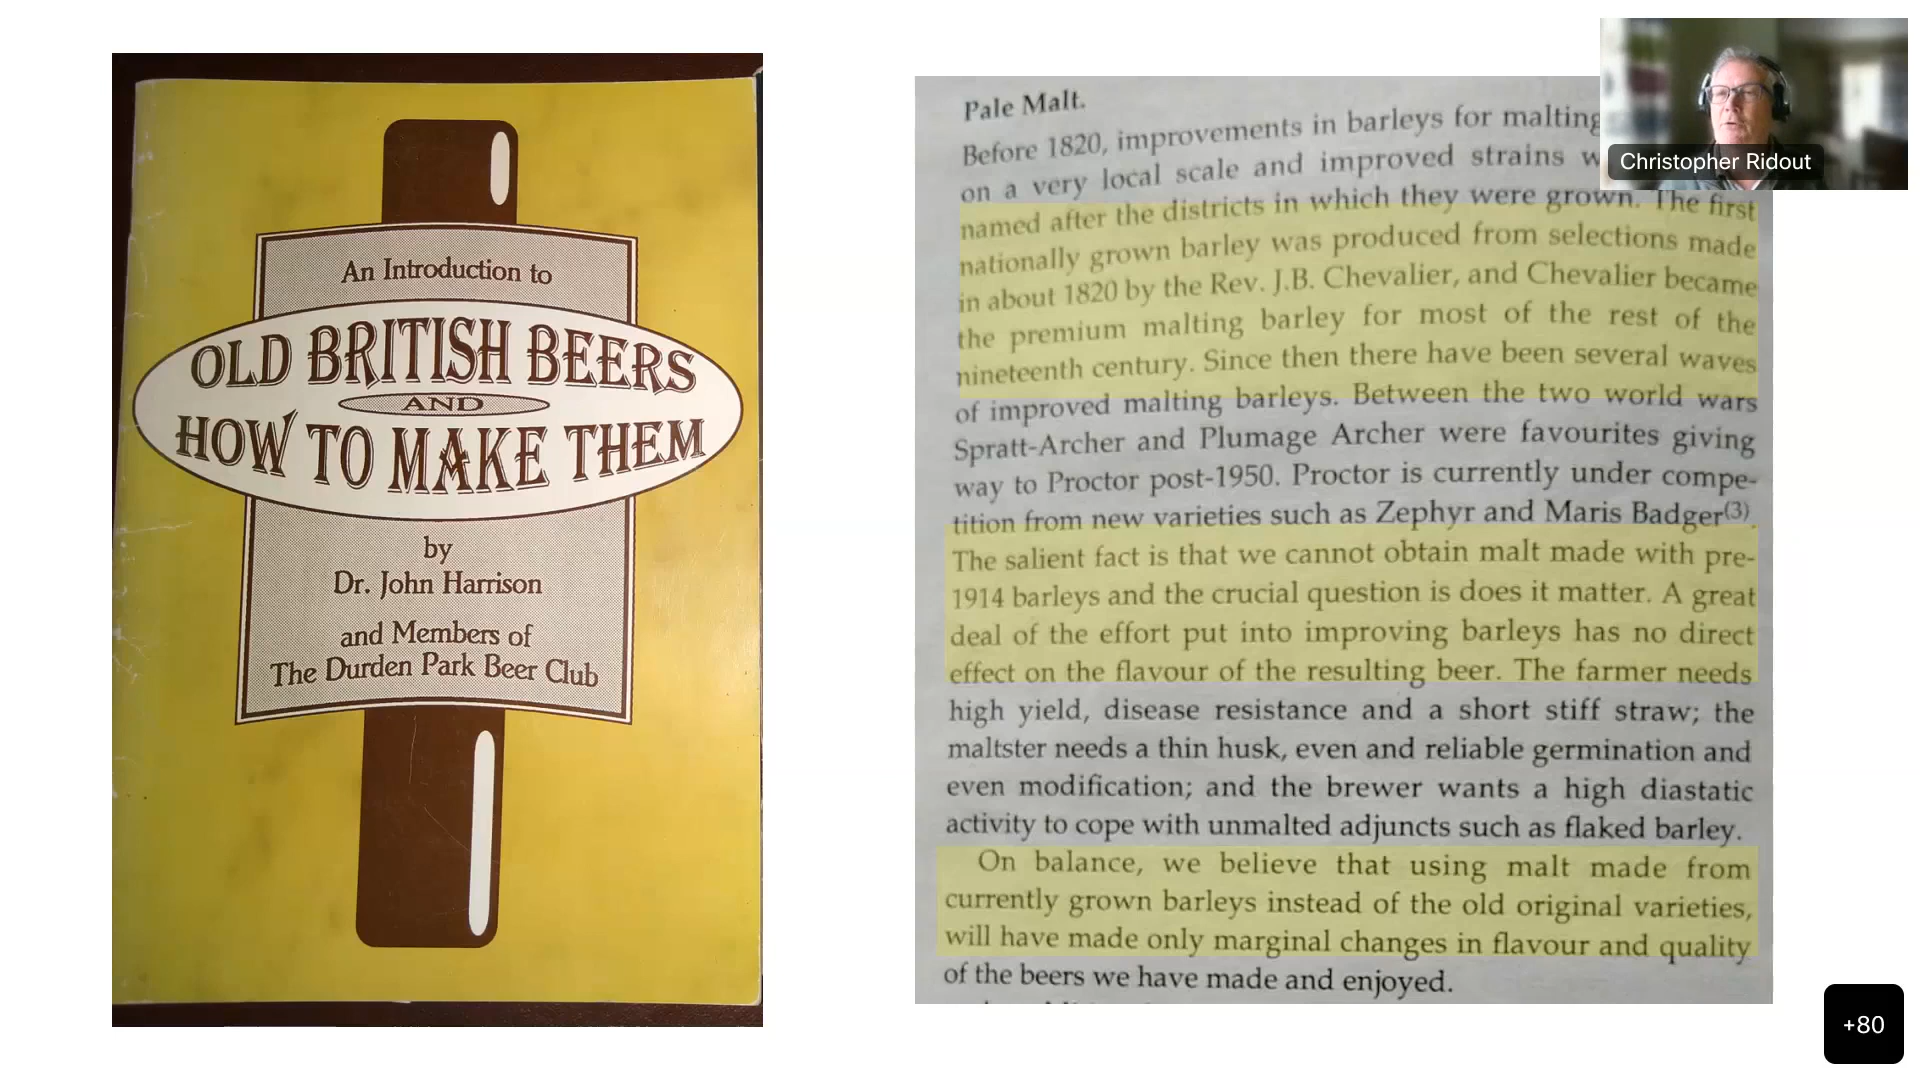 An Introduction to
OLD BRITISH BEERS
AND
HOW TO MAKE THEM
by
Dr. John Harrison
and Members of
The Durden Park Beer Club
Pale Malt.
Before 1820, improvements in barleys for malting
on a very local scale and improved strains
named after the districts in which they were grown. The first
nationally grown barley was produced from selections made
in about 1820 by the Rev. J.B. Chevalier, and Chevalier became
the premium malting barley for most of the rest of the
nineteenth century. Since then there have been several waves
of improved malting barleys. Between the two world wars
Spratt-Archer and Plumage Archer were favourites giving
way to Proctor post-1950. Proctor is currently under compe-
tition from new varieties such as Zephyr and Maris Badger(3).
The salient fact is that we cannot obtain malt made with pre-
1914 barleys and the crucial question is does it matter. A great
deal of the effort put into improving barleys has no direct
effect on the flavour of the resulting beer. The farmer needs
high yield, disease resistance and a short stiff straw; the
maltster needs a thin husk, even and reliable germination and
even modification; and the brewer wants a high diastatic
activity to cope with unmalted adjuncts such as flaked barley.
On balance, we believe that using malt made from
currently grown barleys instead of the old original varieties,
will have made only marginal changes in flavour and quality
of the beers we have made and enjoyed.
Christopher Ridout
+80